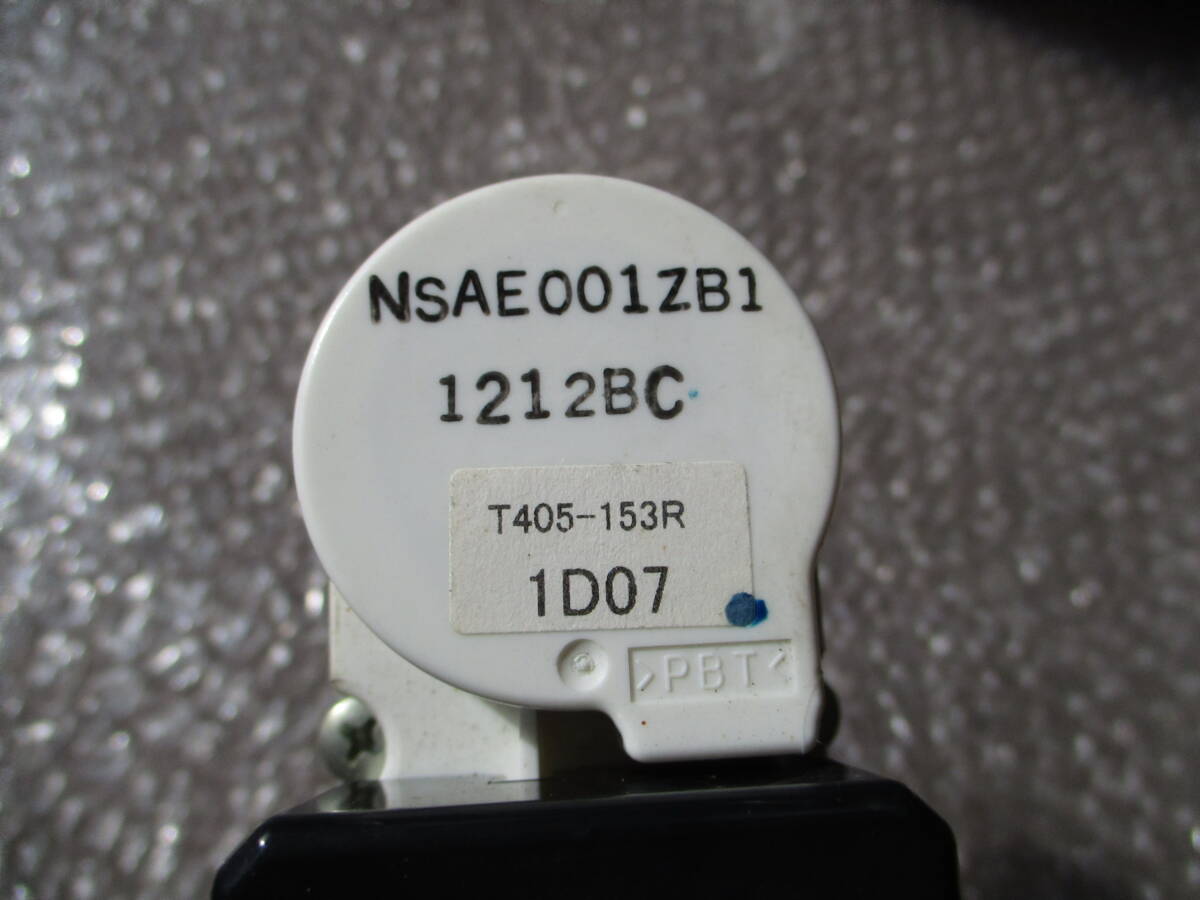 NSAE001ZB1
1212BC
T405-153R
1D07
>PBT<